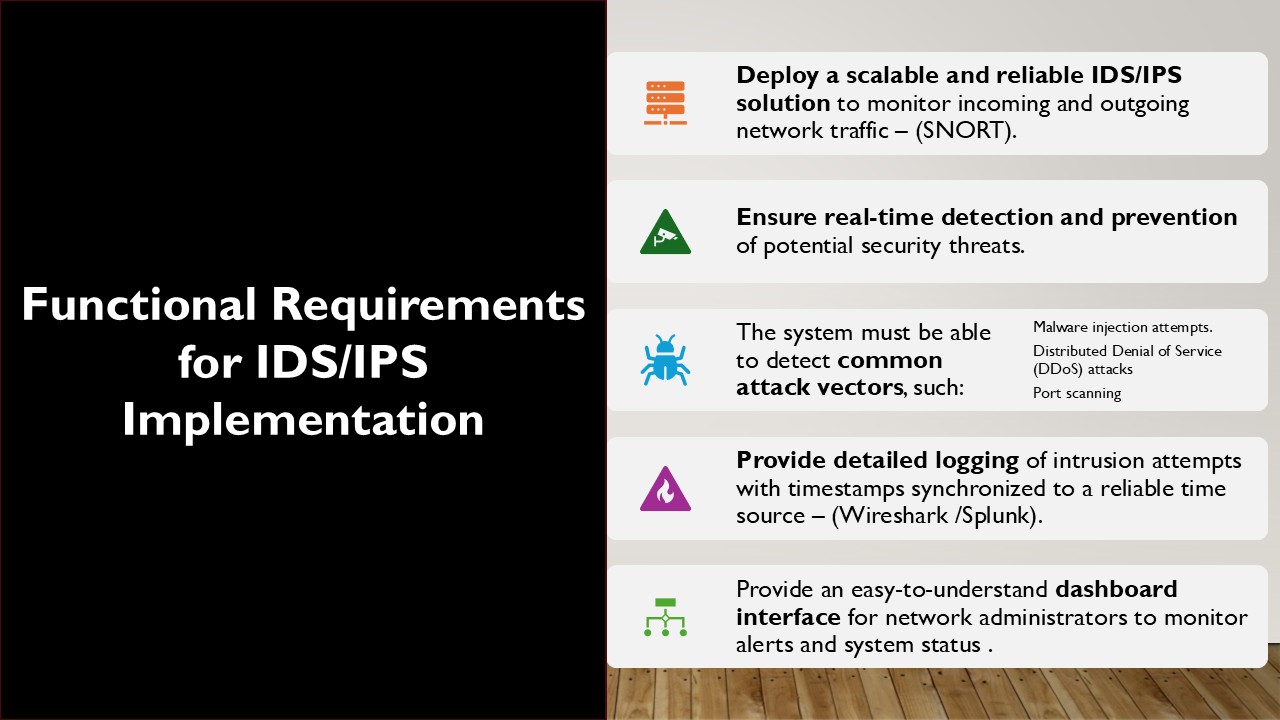 Functional Requirements
for IDS/IPS
Implementation
Deploy a scalable and reliable IDS/IPS
solution to monitor incoming and outgoing
network traffic – (SNORT).
Ensure real-time detection and prevention
of potential security threats.
The system must be able
to detect common
attack vectors, such:
Malware injection attempts.
Distributed Denial of Service
(DDoS) attacks
Port scanning
Provide detailed logging of intrusion attempts
with timestamps synchronized to a reliable time
source – (Wireshark /Splunk).
Provide an easy-to-understand dashboard
interface for network administrators to monitor
alerts and system status .